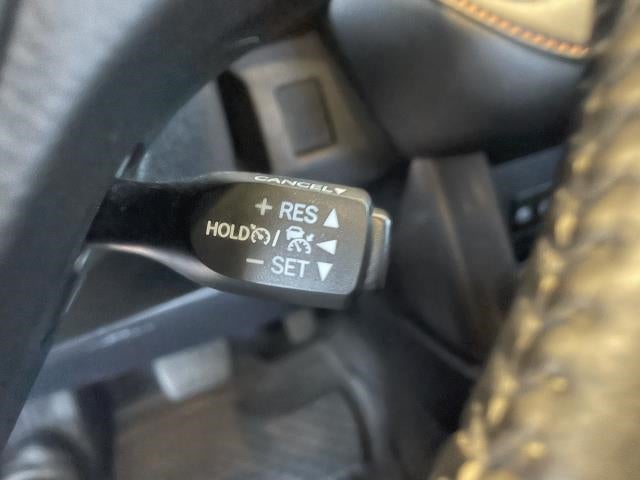 CANCEL
+ RES
HOLD /
− SET